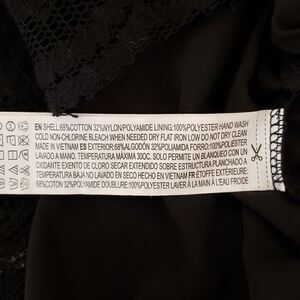 EN SHELL:68%COTTON 32%NYLON/POLYAMIDE LINING:100%POLYESTER HAND WASH
COLD NON-CHLORINE BLEACH WHEN NEEDED DRY FLAT IRON LOW DO NOT DRY CLEAN
MADE IN VIETNAM ES EXTERIOR:68%ALGODÓN 32%POLIAMIDA FORRO:100%POLIÉSTER
LAVADO A MANO. TEMPERATURA MÁXIMA 30OC. SOLO PERMITE UN BLANQUEO CON UN
OXIDANTE EXENTO DE CLORO SECAR EXTENDIDO SOBRE ESTRUCTURA PLANCHADO A
TEMPERATURA BAJA NO LAVADO EN SECO HECHO EN VIETNAM FR ÉTOFFE EXTÉRIEURE:
68%COTON 32%POLYAMIDE DOUBLURE:100%POLYESTER LAVER À LA MAIN À L'EAU FROIDE